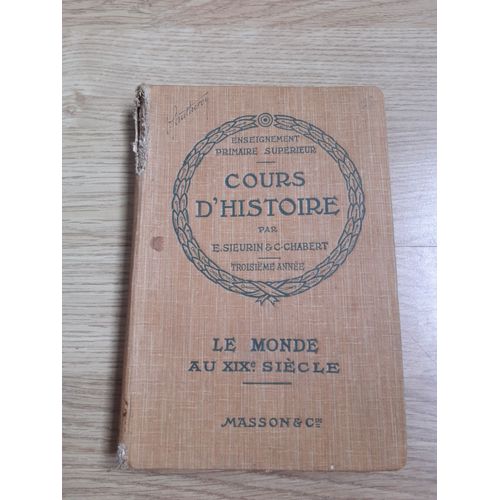 ENSEIGNEMENT
PRIMAIRE SUPÉRIEUR
COURS
D'HISTOIRE
PAR
E. SIEURIN & C. CHABERT
TROISIÈME ANNÉE
LE MONDE
AU XIXe SIÈCLE
MASSON & Cie